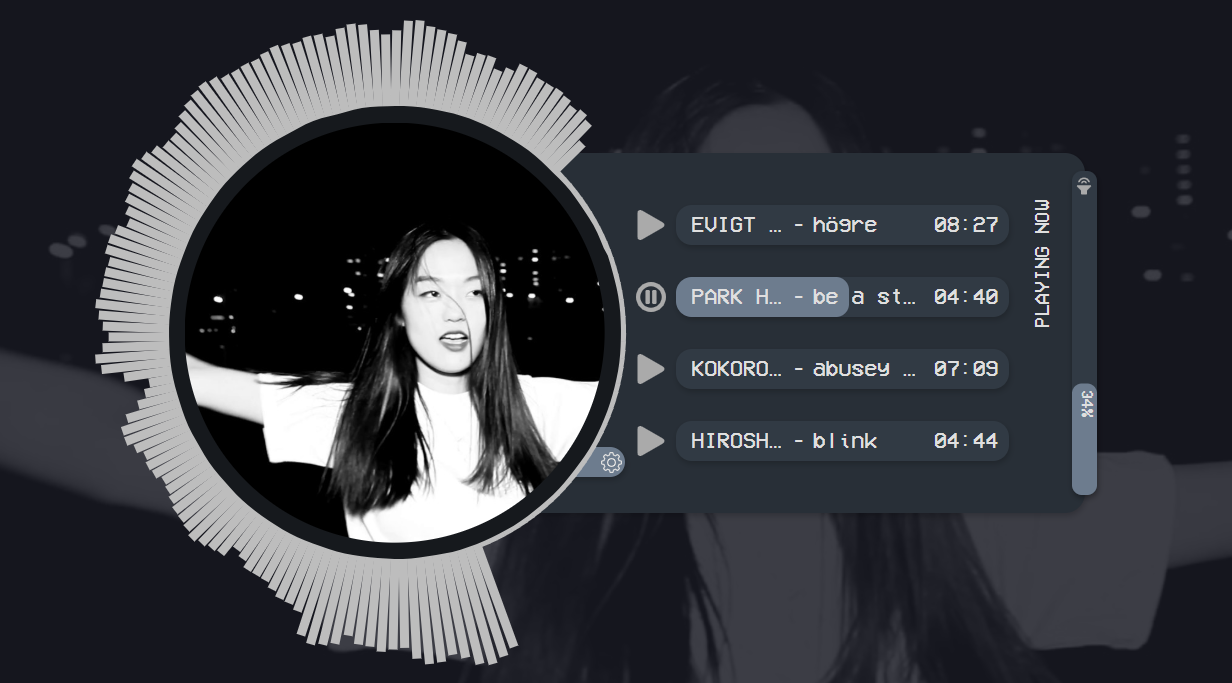 EVIGT … - högre 08:27
PARK H… - be a st… 04:40
KOKORO… - abusey … 07:09
HIROSH… - blink 04:44
PLAYING NOW
34%